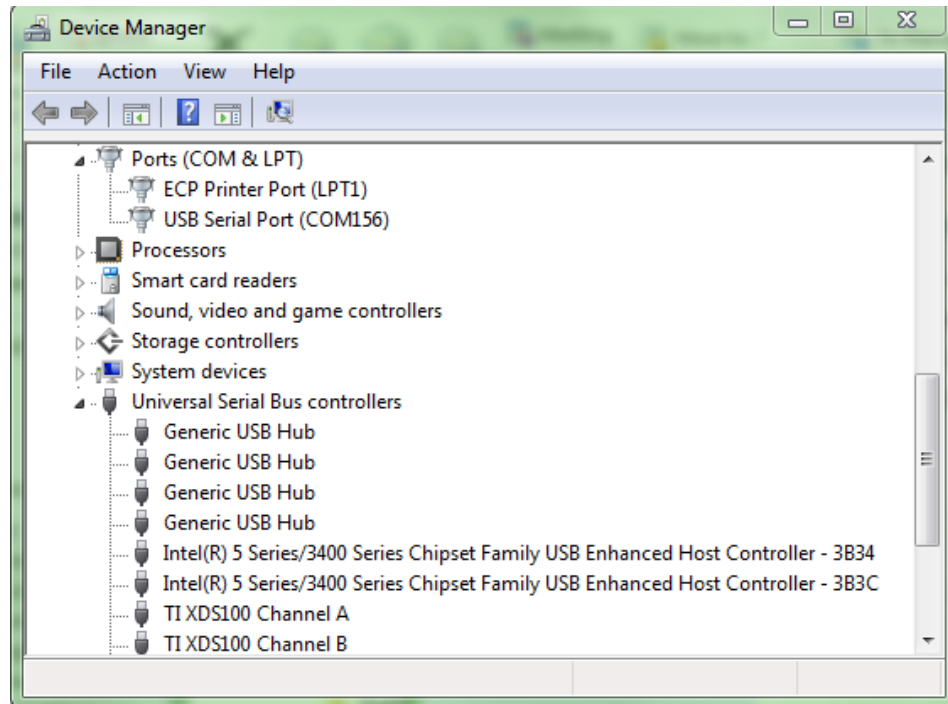 Device Manager
File Action View Help
Ports (COM & LPT)
ECP Printer Port (LPT1)
USB Serial Port (COM156)
Processors
Smart card readers
Sound, video and game controllers
Storage controllers
System devices
Universal Serial Bus controllers
Generic USB Hub
Generic USB Hub
Generic USB Hub
Generic USB Hub
Intel(R) 5 Series/3400 Series Chipset Family USB Enhanced Host Controller - 3B34
Intel(R) 5 Series/3400 Series Chipset Family USB Enhanced Host Controller - 3B3C
TI XDS100 Channel A
TI XDS100 Channel B